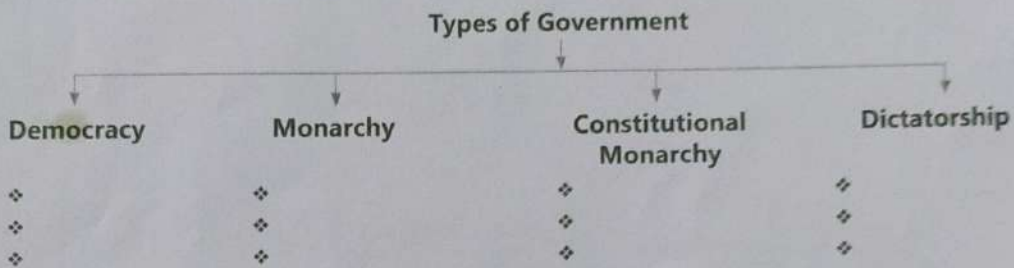 Types of Government
Democracy
Monarchy
Constitutional
Monarchy
Dictatorship
❖ ❖ ❖ ❖
❖ ❖ ❖ ❖
❖ ❖ ❖ ❖